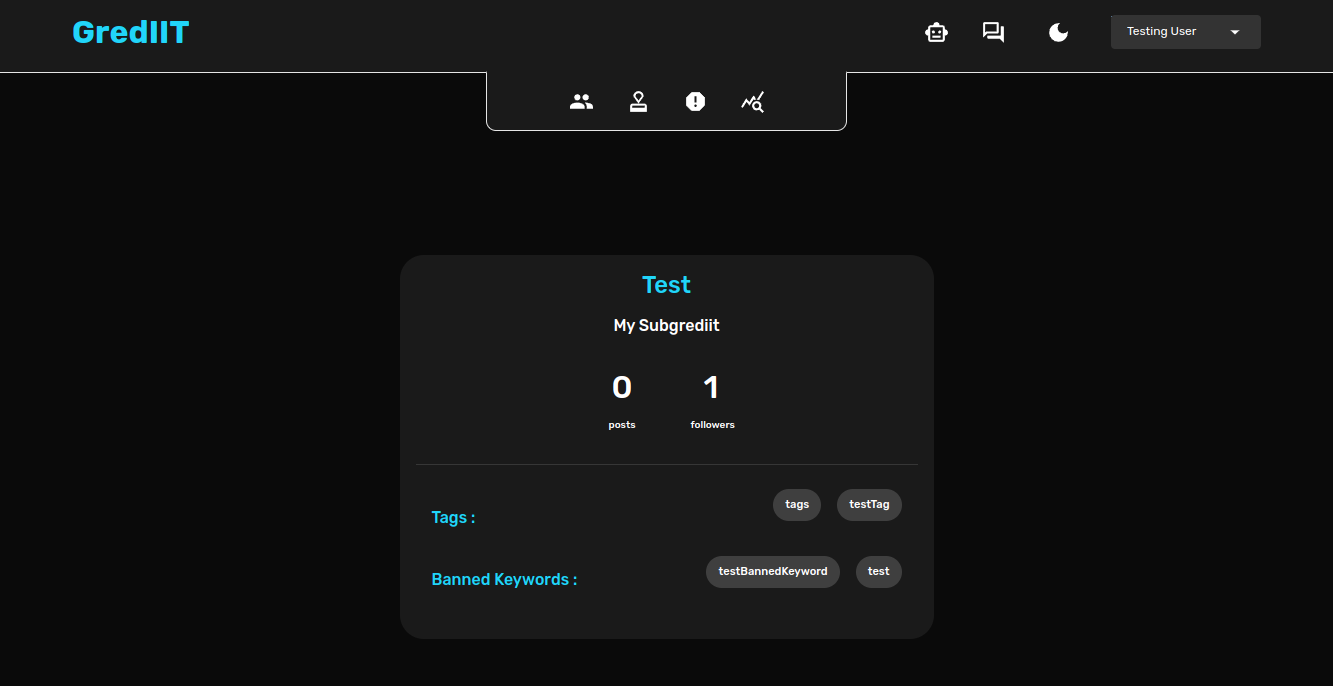 GredIIT
Testing User
Test
My Subgrediit
0 1
posts followers
Tags : tags testTag
Banned Keywords : testBannedKeyword test